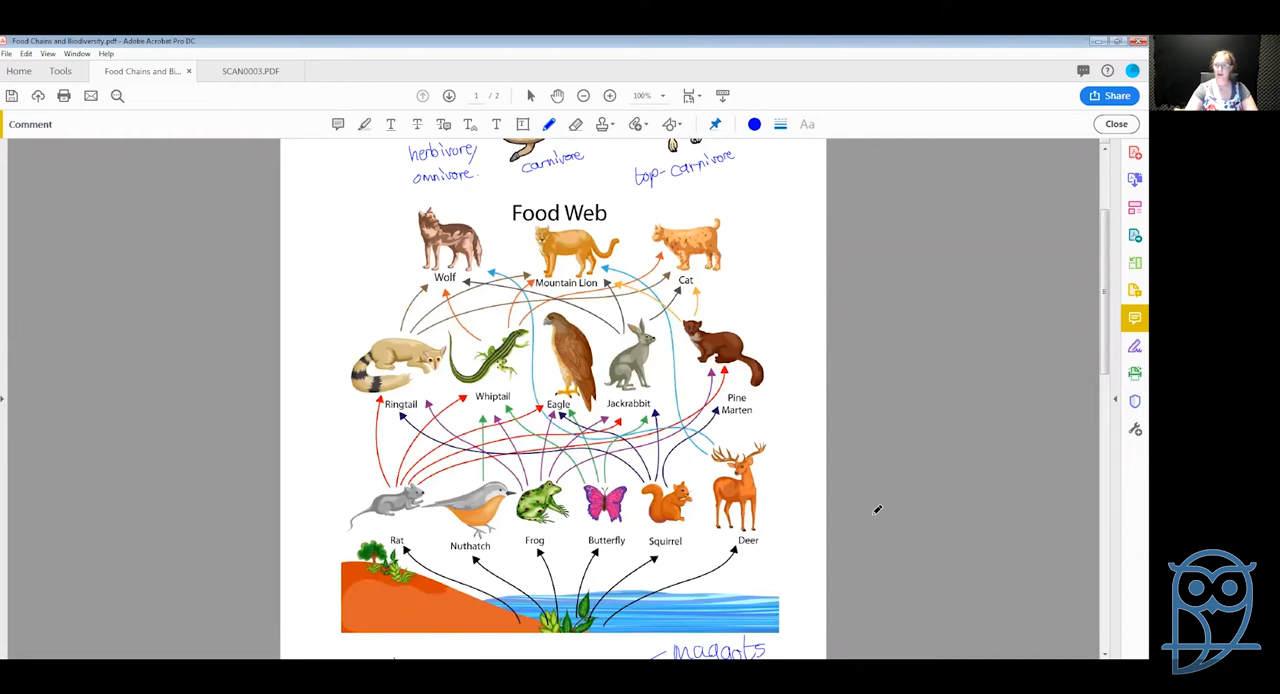 Food Chains and Biodiversity.pdf - Adobe Acrobat Pro DC
File Edit View Window Help
Home Tools Food Chains and Bi... × SCAN0003.PDF
1 / 2 100% Share
Comment Aa Close
herbivore/ carnivore top-carnivore
omnivore.
Food Web
Wolf Mountain Lion Cat
Ringtail Whiptail Eagle Jackrabbit Pine
Marten
Rat Nuthatch Frog Butterfly Squirrel Deer
- maggots